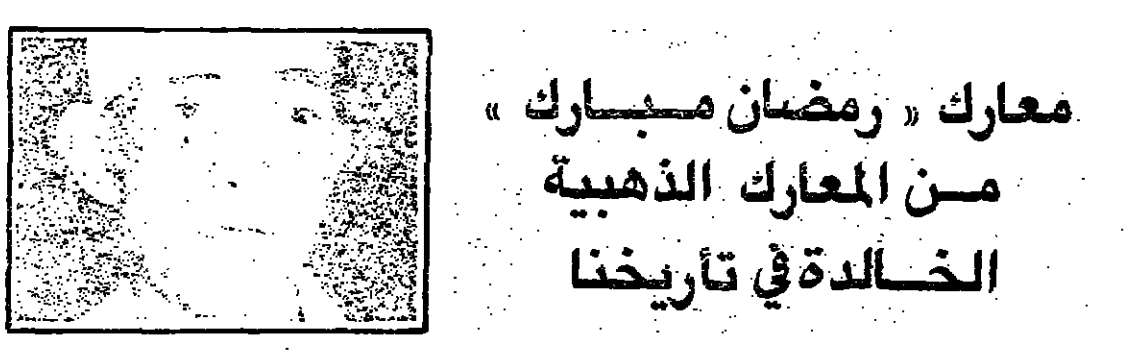 معارك « رمضان مبارك »
من المعارك الذهبية
الخالدة في تأريخنا